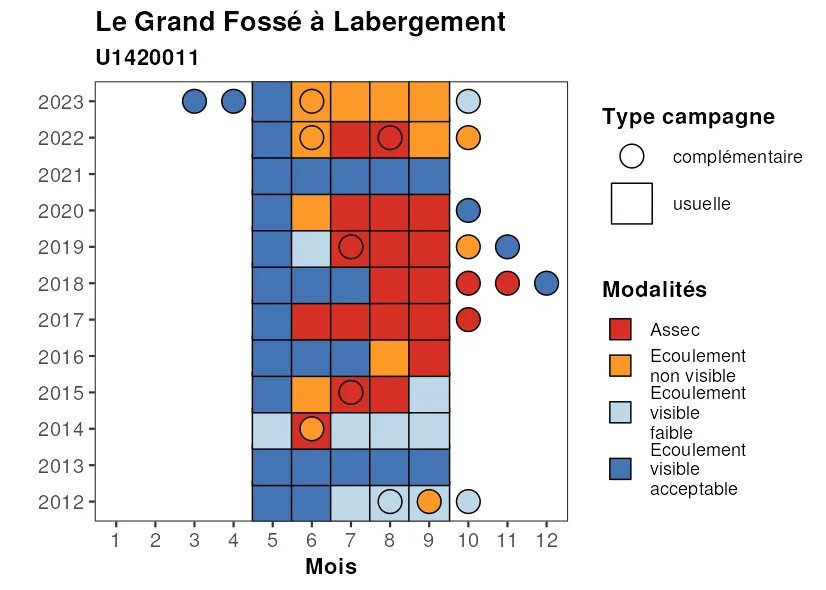 Le Grand Fossé à Labergement
U1420011
2023
2022
2021
2020
2019
2018
2017
2016
2015
2014
2013
2012
1 2 3 4 5 6 7 8 9 10 11 12
Mois
Type campagne
complémentaire
usuelle
Modalités
Assec
Ecoulement
non visible
Ecoulement
visible
faible
Ecoulement
visible
acceptable